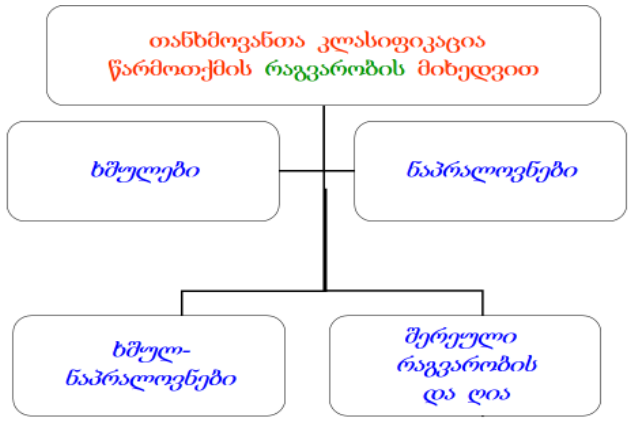 თანხმოვანთა კლასიფიკაცია
წარმოთქმის რაგვარობის მიხედვით
ხშულები
ნაპრალოვნები
ხშულ-
ნაპრალოვნები
შერეული
რაგვარობის
და ღია